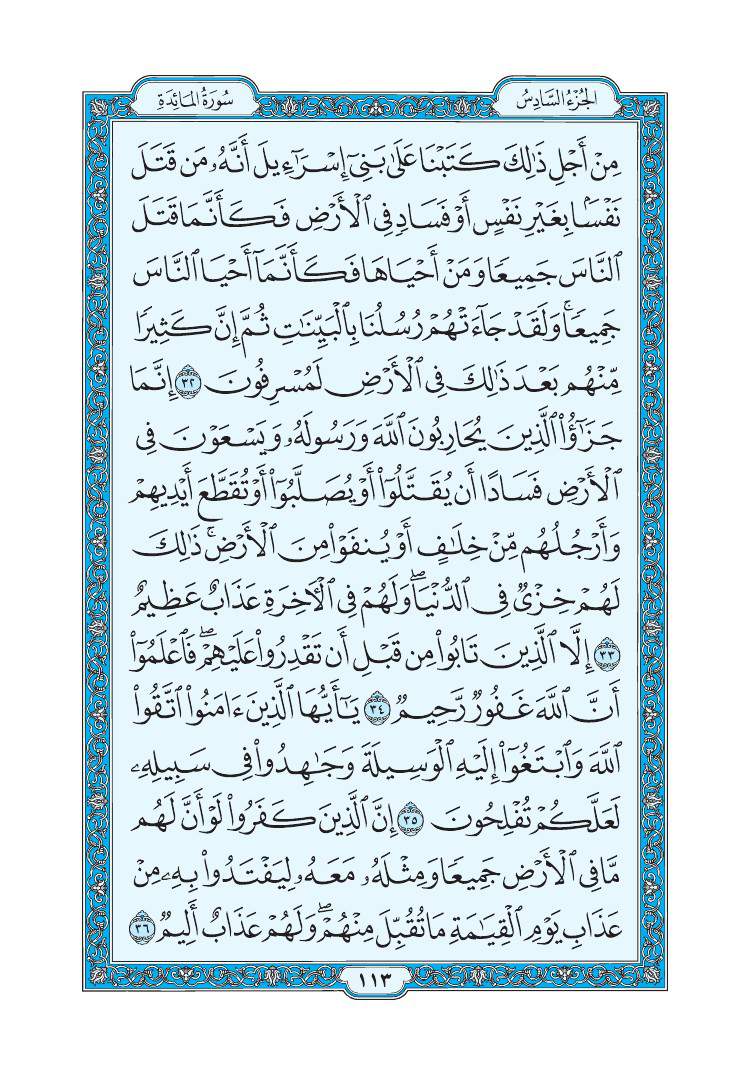 الجُزْءُ السَّادِسُ
سُورَةُ المَائِدَةِ
مِنْ أَجْلِ ذَٰلِكَ كَتَبْنَا عَلَىٰ بَنِىٓ إِسْرَٰٓءِيلَ أَنَّهُۥ مَن قَتَلَ
نَفْسًۢا بِغَيْرِ نَفْسٍ أَوْ فَسَادٍ فِى ٱلْأَرْضِ فَكَأَنَّمَا قَتَلَ
ٱلنَّاسَ جَمِيعًا وَمَنْ أَحْيَاهَا فَكَأَنَّمَآ أَحْيَا ٱلنَّاسَ
جَمِيعًا ۚ وَلَقَدْ جَآءَتْهُمْ رُسُلُنَا بِٱلْبَيِّنَٰتِ ثُمَّ إِنَّ كَثِيرًا
مِّنْهُم بَعْدَ ذَٰلِكَ فِى ٱلْأَرْضِ لَمُسْرِفُونَ ٣٢ إِنَّمَا
جَزَٰٓؤُا۟ ٱلَّذِينَ يُحَارِبُونَ ٱللَّهَ وَرَسُولَهُۥ وَيَسْعَوْنَ فِى
ٱلْأَرْضِ فَسَادًا أَن يُقَتَّلُوٓا۟ أَوْ يُصَلَّبُوٓا۟ أَوْ تُقَطَّعَ أَيْدِيهِمْ
وَأَرْجُلُهُم مِّنْ خِلَٰفٍ أَوْ يُنفَوْا۟ مِنَ ٱلْأَرْضِ ۚ ذَٰلِكَ
لَهُمْ خِزْىٌ فِى ٱلدُّنْيَا ۖ وَلَهُمْ فِى ٱلْءَاخِرَةِ عَذَابٌ عَظِيمٌ
٣٣ إِلَّا ٱلَّذِينَ تَابُوا۟ مِن قَبْلِ أَن تَقْدِرُوا۟ عَلَيْهِمْ ۖ فَٱعْلَمُوٓا۟
أَنَّ ٱللَّهَ غَفُورٌ رَّحِيمٌ ٣٤ يَٰٓأَيُّهَا ٱلَّذِينَ ءَامَنُوا۟ ٱتَّقُوا۟
ٱللَّهَ وَٱبْتَغُوٓا۟ إِلَيْهِ ٱلْوَسِيلَةَ وَجَٰهِدُوا۟ فِى سَبِيلِهِۦ
لَعَلَّكُمْ تُفْلِحُونَ ٣٥ إِنَّ ٱلَّذِينَ كَفَرُوا۟ لَوْ أَنَّ لَهُم
مَّا فِى ٱلْأَرْضِ جَمِيعًا وَمِثْلَهُۥ مَعَهُۥ لِيَفْتَدُوا۟ بِهِۦ مِنْ
عَذَابِ يَوْمِ ٱلْقِيَٰمَةِ مَا تُقُبِّلَ مِنْهُمْ ۖ وَلَهُمْ عَذَابٌ أَلِيمٌ ٣٦
١١٣